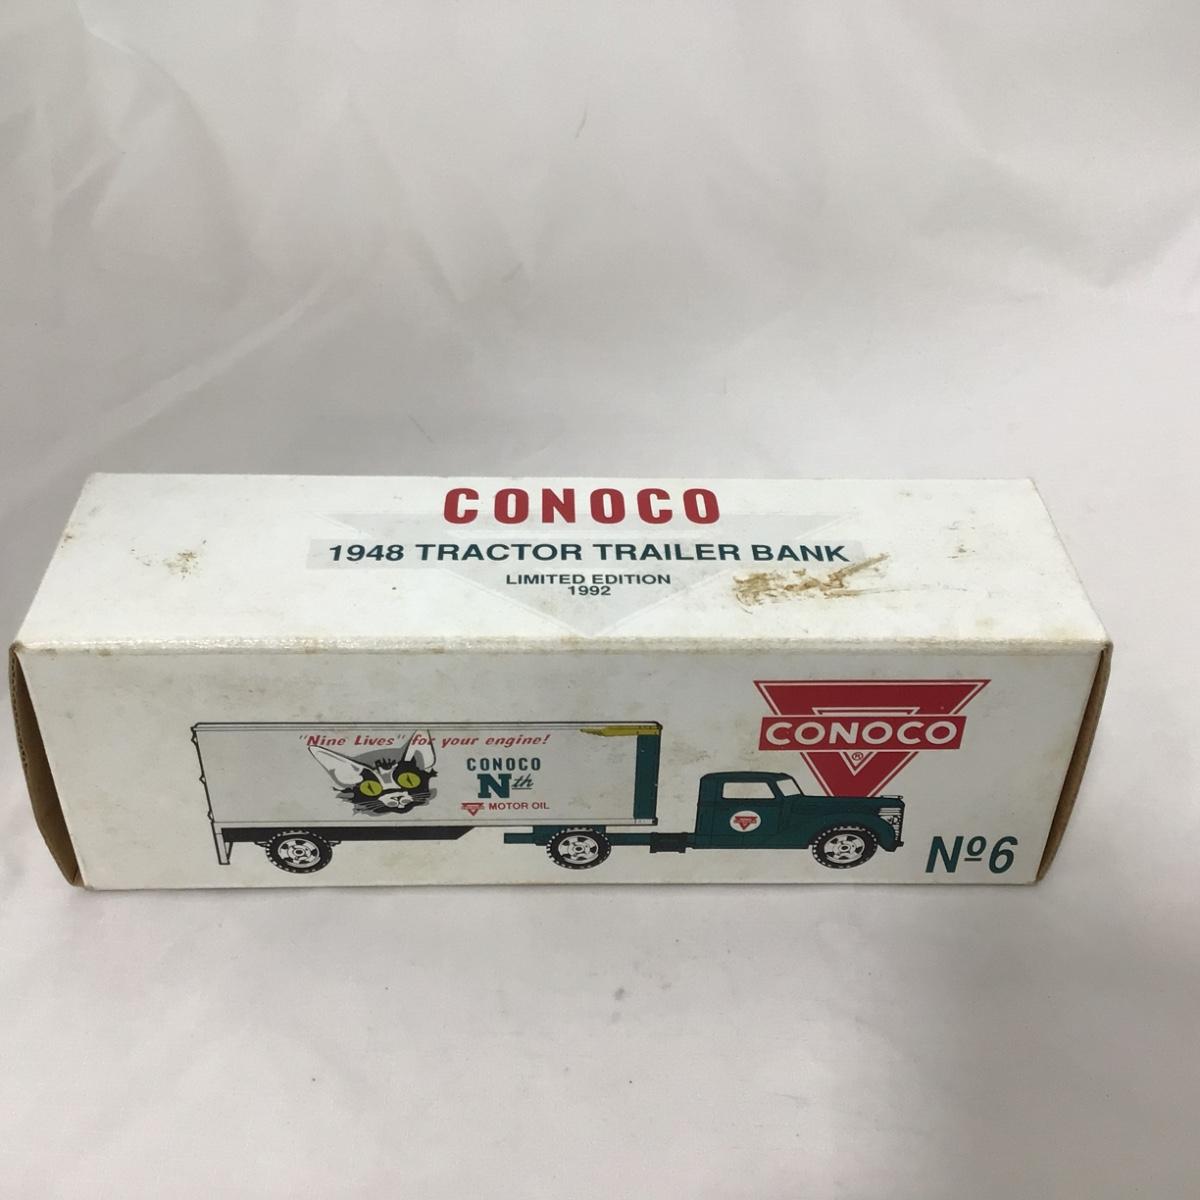 CONOCO
1948 TRACTOR TRAILER BANK
LIMITED EDITION
1992
CONOCO
®
"Nine Lives" for your engine!
CONOCO
Nth
MOTOR OIL
Nº6